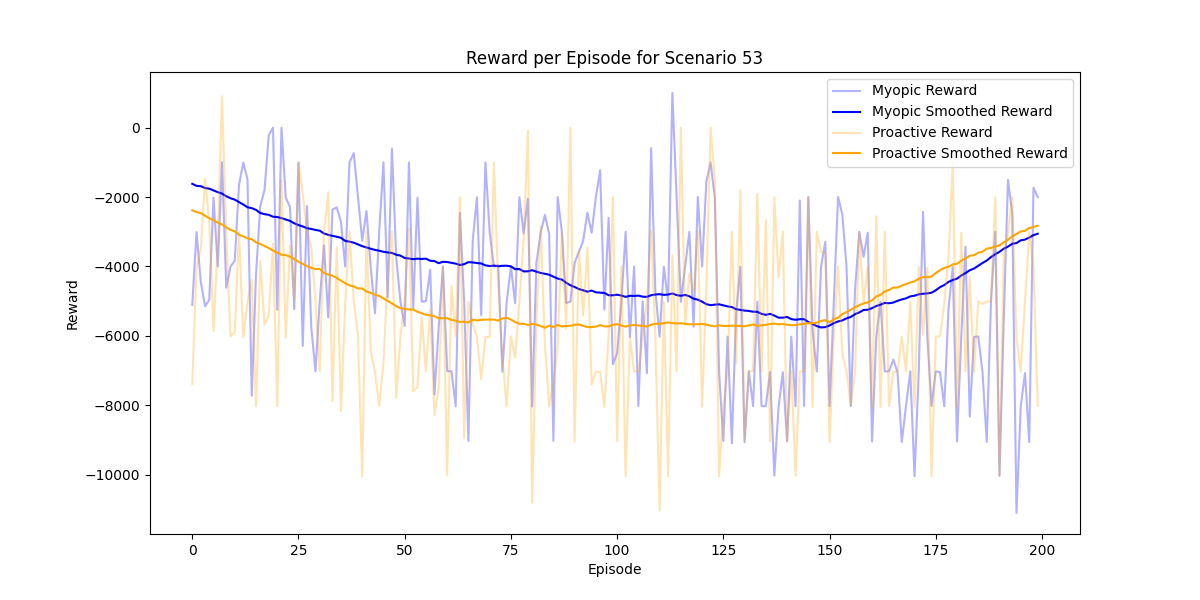 Reward per Episode for Scenario 53
Myopic Reward
Myopic Smoothed Reward
Proactive Reward
Proactive Smoothed Reward
Reward
0
−2000
−4000
−6000
−8000
−10000
0 25 50 75 100 125 150 175 200
Episode